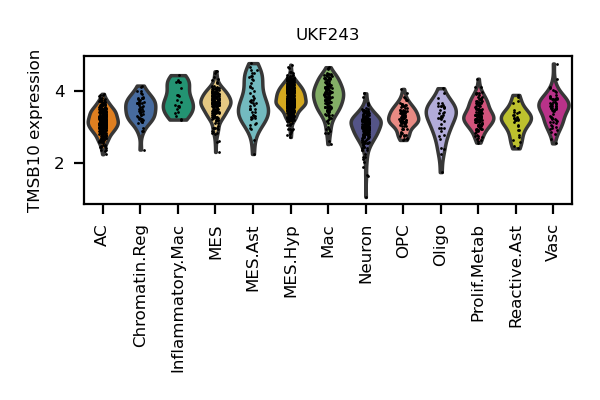 UKF243
TMSB10 expression
4
2
AC
Chromatin.Reg
Inflammatory.Mac
MES
MES.Ast
MES.Hyp
Mac
Neuron
OPC
Oligo
Prolif.Metab
Reactive.Ast
Vasc